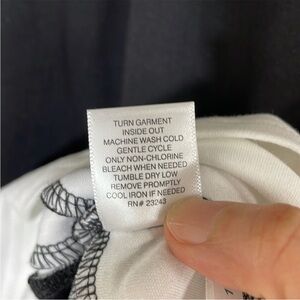 TURN GARMENT
INSIDE OUT
MACHINE WASH COLD
GENTLE CYCLE
ONLY NON-CHLORINE
BLEACH WHEN NEEDED
TUMBLE DRY LOW
REMOVE PROMPTLY
COOL IRON IF NEEDED
RN# 23243